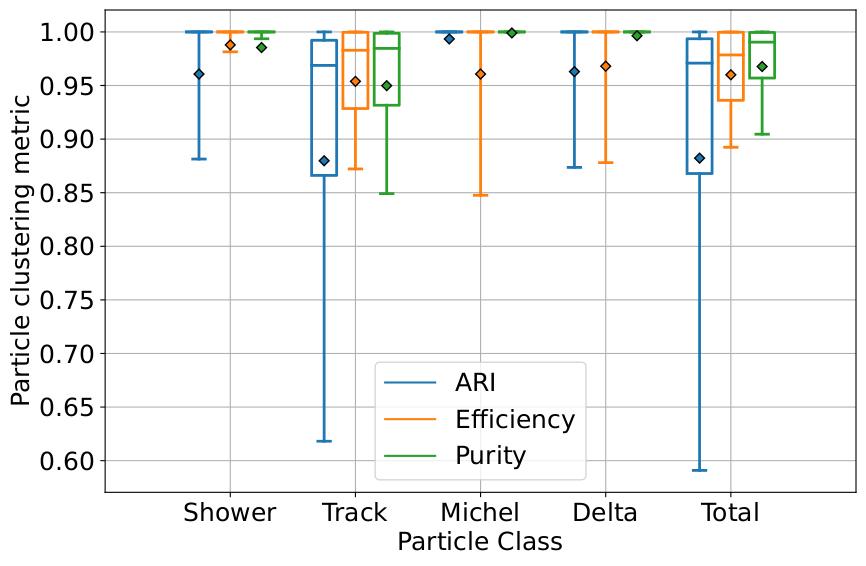 Particle clustering metric
1.00
0.95
0.90
0.85
0.80
0.75
0.70
0.65
0.60
ARI
Efficiency
Purity
Shower Track Michel Delta Total
Particle Class